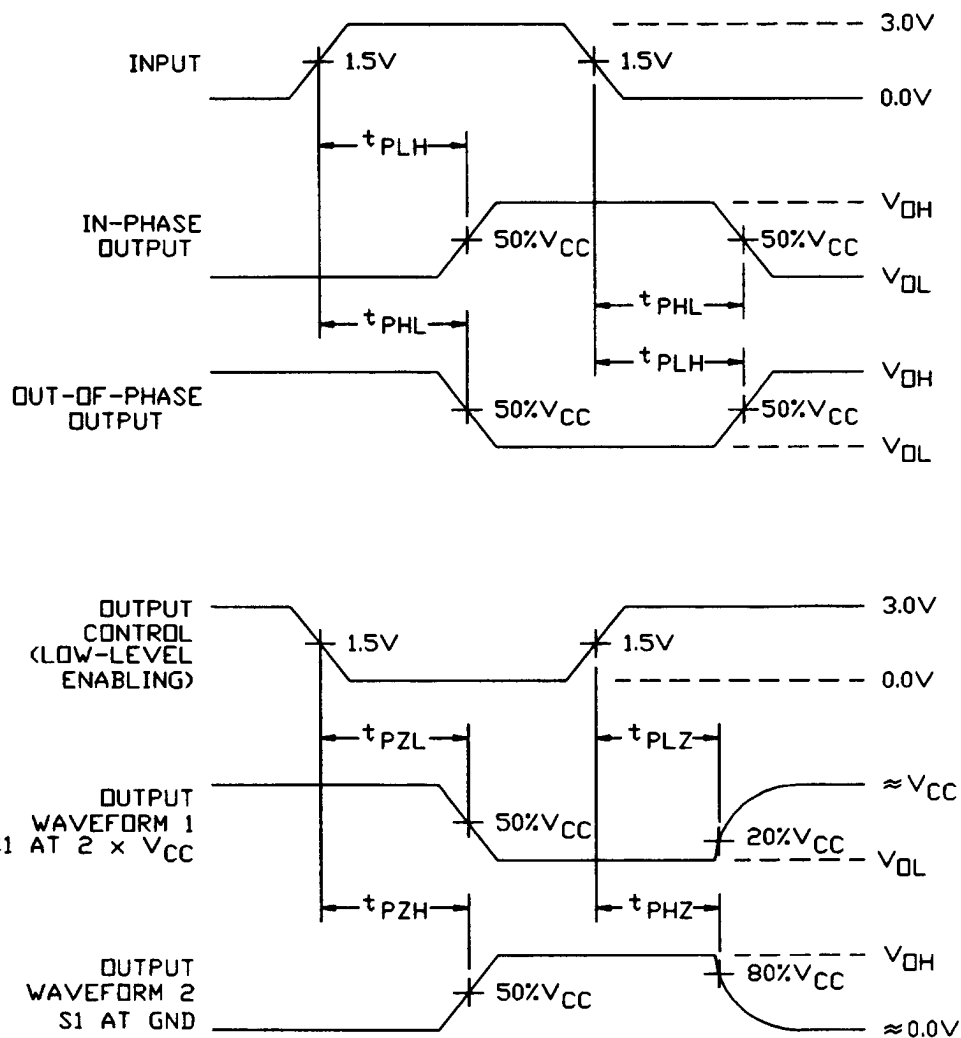 3.0V
INPUT 1.5V 1.5V
0.0V
tPLH
IN-PHASE
OUTPUT
50%VCC 50%VCC
VOH
VOL
tPHL tPHL
tPLH
OUT-OF-PHASE
OUTPUT
50%VCC 50%VCC
VOH
VOL
OUTPUT
CONTROL
(LOW-LEVEL
ENABLING)
1.5V 1.5V
3.0V
0.0V
tPZL tPLZ
OUTPUT
WAVEFORM 1
1 AT 2 x VCC
50%VCC 20%VCC
≈VCC
VOL
tPZH tPHZ
OUTPUT
WAVEFORM 2
S1 AT GND
50%VCC 80%VCC
VOH
≈0.0V